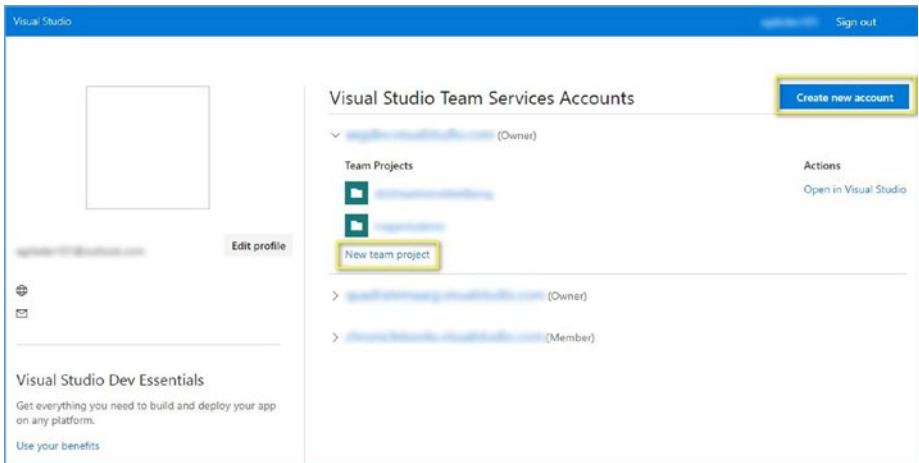 Visual Studio
Sign out
Visual Studio Team Services Accounts
Create new account
(Owner)
Team Projects
Actions
Open in Visual Studio
New team project
Edit profile
(Owner)
(Member)
Visual Studio Dev Essentials
Get everything you need to build and deploy your app
on any platform.
Use your benefits